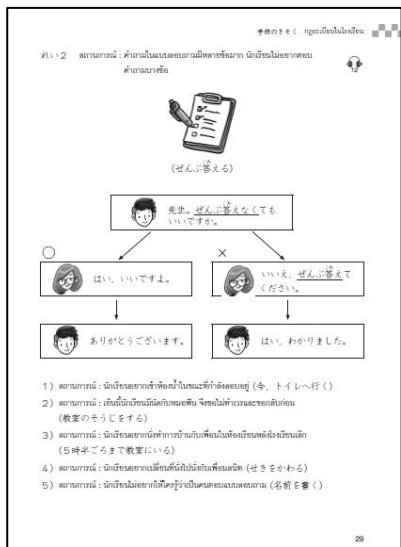 学校のきそく กฎระเบียบในโรงเรียน
れい2 สถานการณ์ : คำถามในแบบสอบถามมีหลายข้อมาก นักเรียนไม่อยากตอบ
คำถามบางข้อ
12
(ぜんぶ答える)
先生。ぜんぶ答えなくても
いいですか。
○
×
はい、いいですよ。
いいえ、ぜんぶ答えて
ください。
ありがとうございます。
はい、わかりました。
1) สถานการณ์ : นักเรียนอยากเข้าห้องน้ำในขณะที่กำลังสอบอยู่ (今、トイレへ行く)
2) สถานการณ์ : เย็นนี้นักเรียนมีนัดกับหมอฟัน จึงขอไม่ทำเวรและขอกลับก่อน
(教室のそうじをする)
3) สถานการณ์ : นักเรียนอยากนั่งทำการบ้านกับเพื่อนในห้องเรียนหลังโรงเรียนเลิก
(5時半ごろまで教室にいる)
4) สถานการณ์ : นักเรียนอยากเปลี่ยนที่นั่งไปนั่งกับเพื่อนสนิท (せきをかわる)
5) สถานการณ์ : นักเรียนไม่อยากให้ใครรู้ว่าเป็นคนตอบแบบสอบถาม (名前を書く)
29